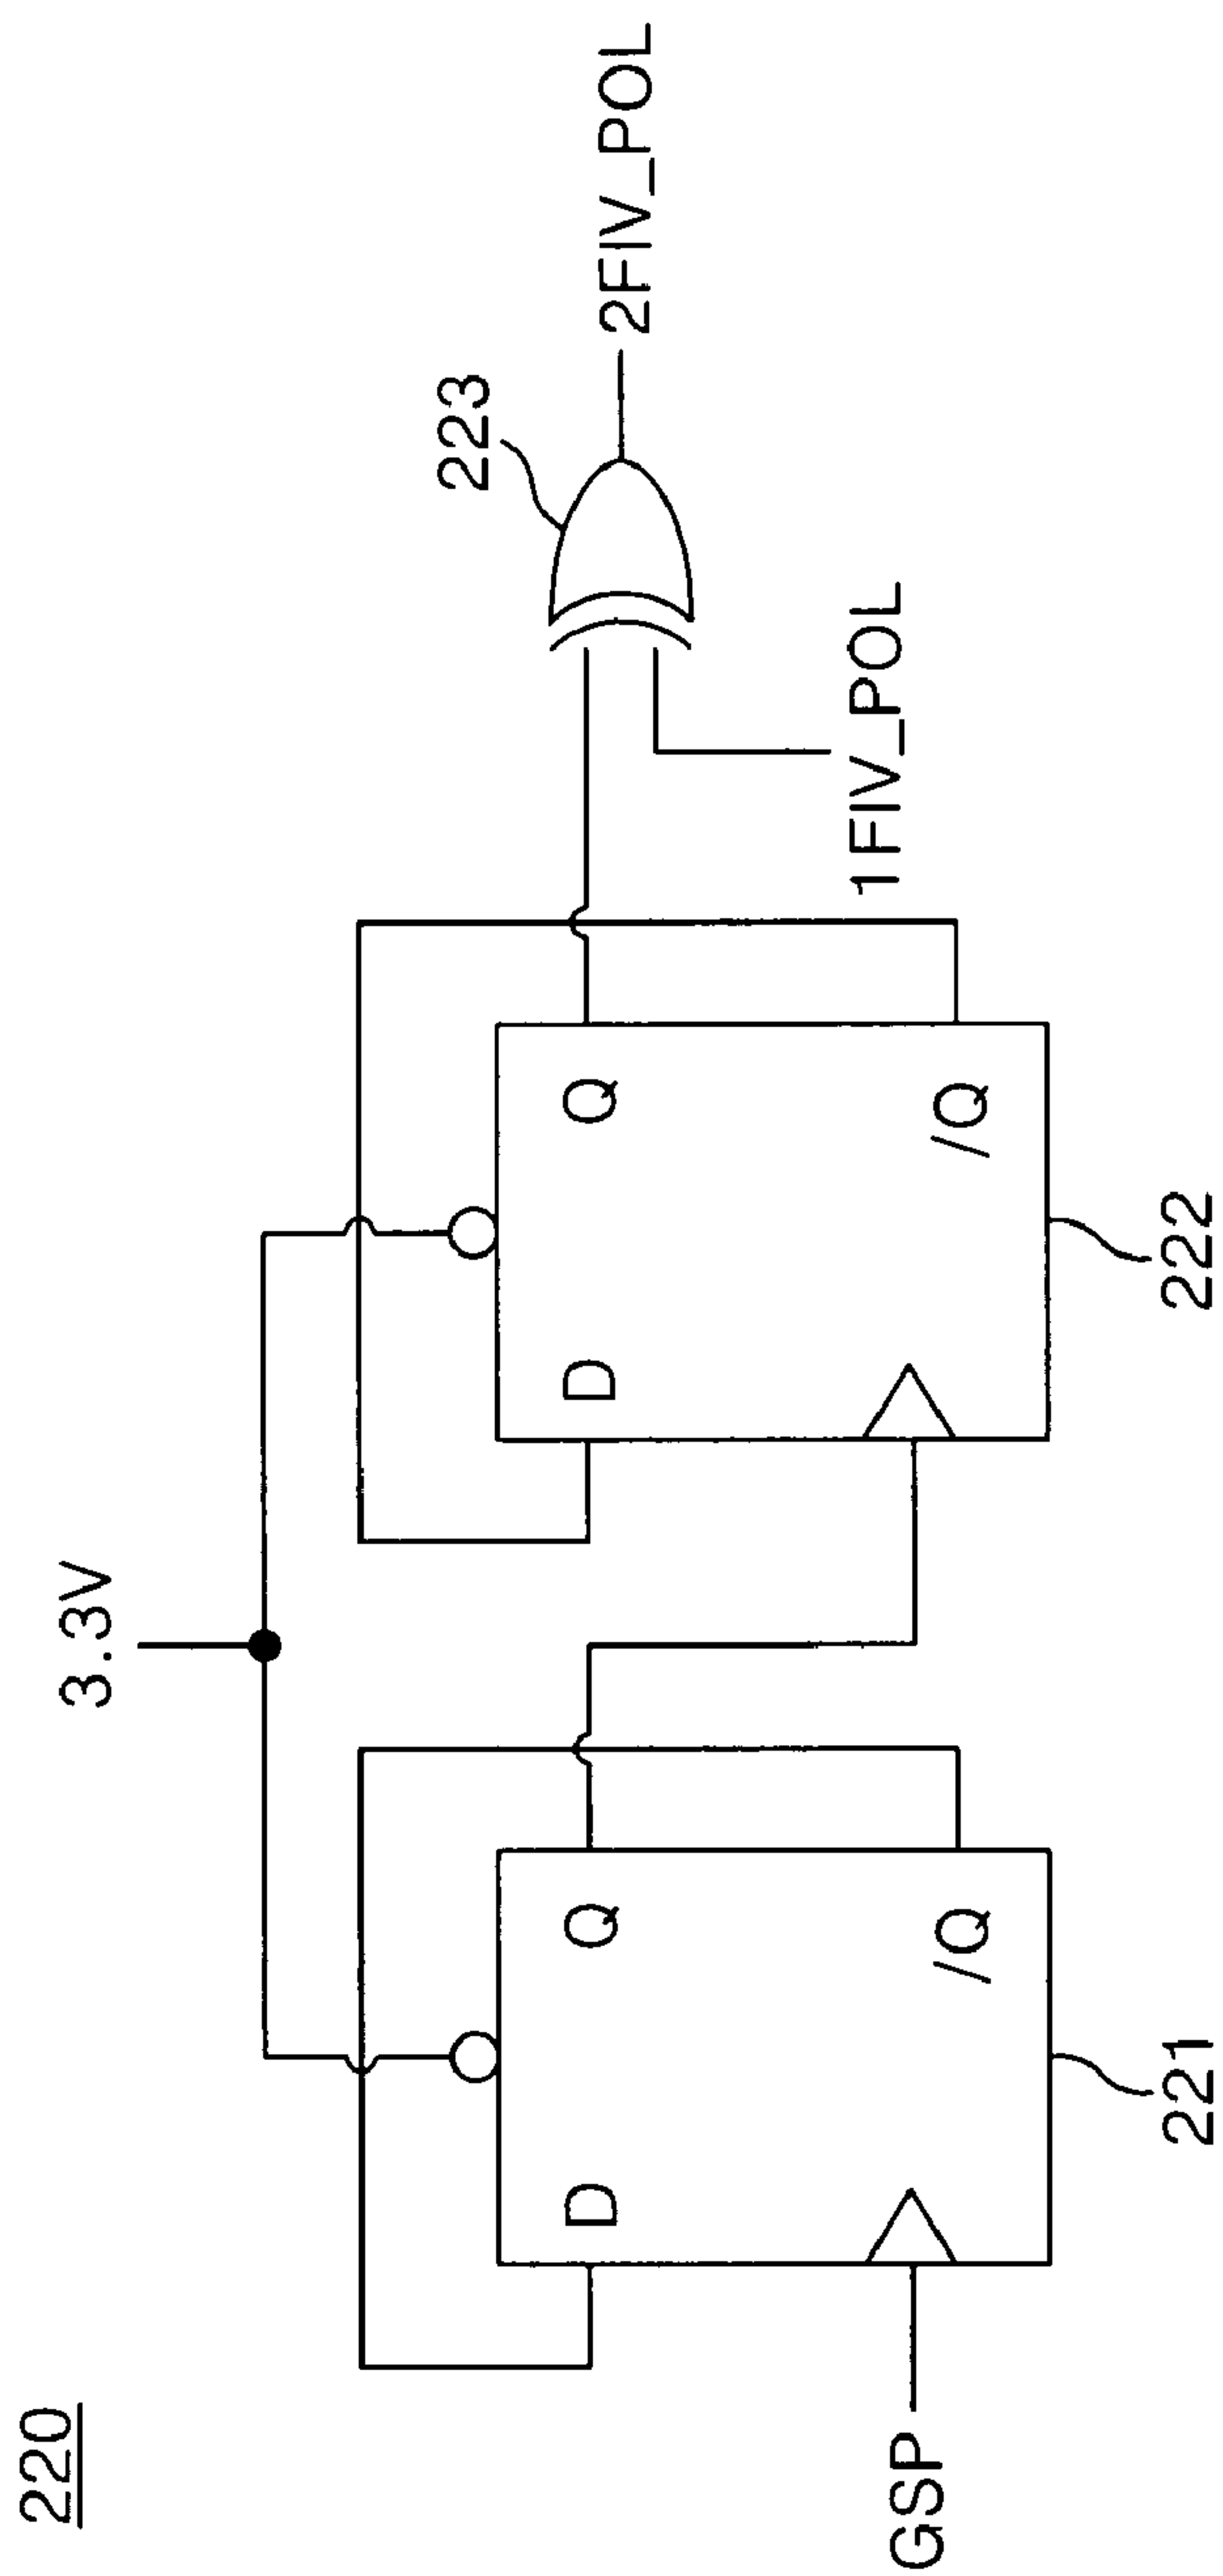 220
3.3V
D
Q
/Q
221
GSP
D
Q
/Q
222
223
1FIV_POL
2FIV_POL